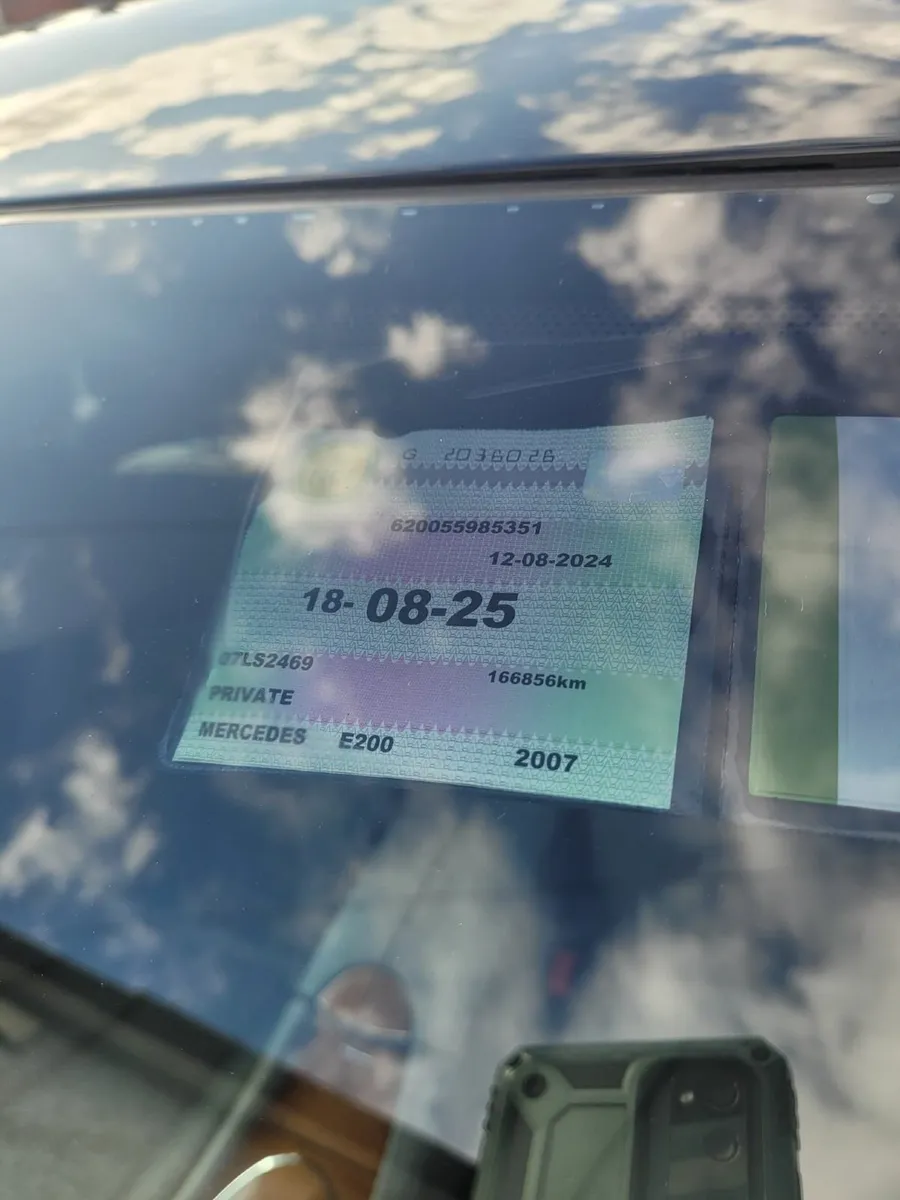 G 2036026
620055985351
12-08-2024
18-08-25
07LS2469
166856km
PRIVATE
MERCEDES E200 2007